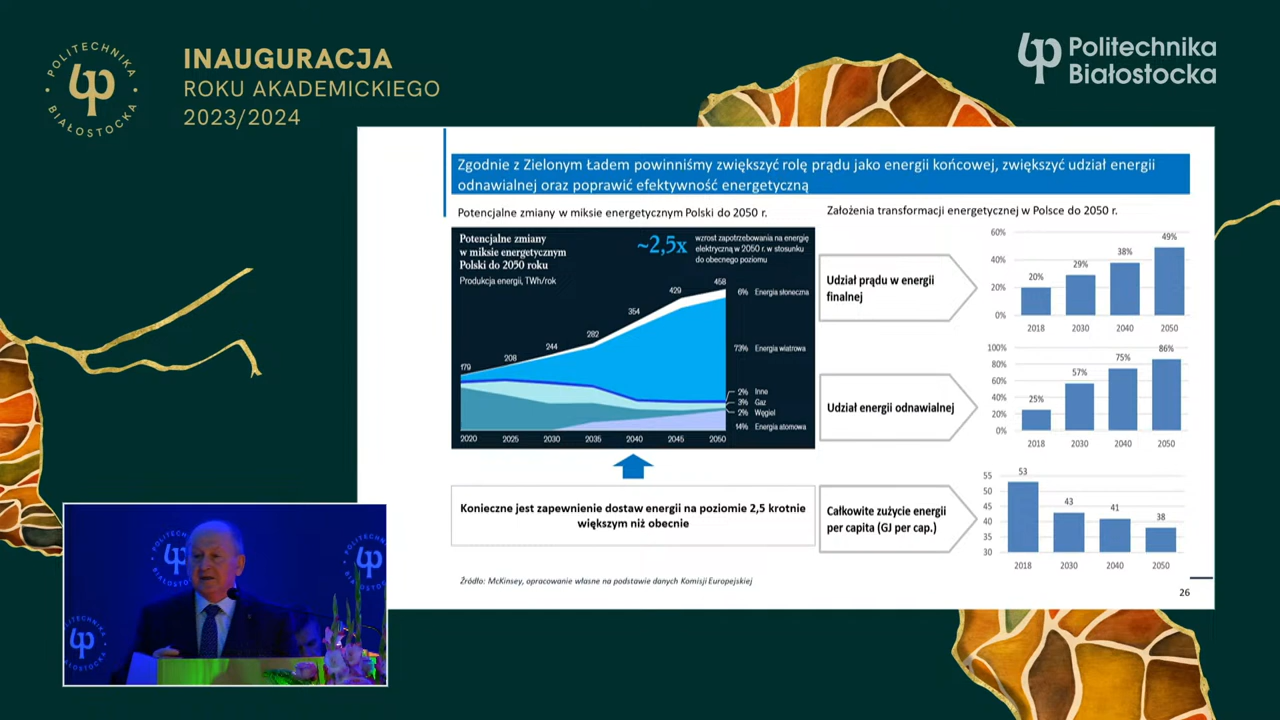 POLITECHNIKA
BIAŁOSTOCKA
INAUGURACJA
ROKU AKADEMICKIEGO
2023/2024
Politechnika
Białostocka
Zgodnie z Zielonym Ładem powinniśmy zwiększyć rolę prądu jako energii końcowej, zwiększyć udział energii
odnawialnej oraz poprawić efektywność energetyczną
Potencjalne zmiany w miksie energetycznym Polski do 2050 r.
Potencjalne zmiany
w miksie energetycznym
Polski do 2050 roku
Produkcja energii, TWh/rok
~2,5x
wzrost zapotrzebowania na energię
elektryczną w 2050 r. w stosunku
do obecnego poziomu
179
208
244
282
354
429
458
6% Energia słoneczna
73% Energia wiatrowa
2% Inne
3% Gaz
2% Węgiel
14% Energia atomowa
2020 2025 2030 2035 2040 2045 2050
Konieczne jest zapewnienie dostaw energii na poziomie 2,5 krotnie
większym niż obecnie
Źródło: McKinsey, opracowanie własne na podstawie danych Komisji Europejskiej
Założenia transformacji energetycznej w Polsce do 2050 r.
Udział prądu w energii
finalnej
60%
40%
20%
0%
20%
29%
38%
49%
2018 2030 2040 2050
Udział energii odnawialnej
100%
80%
60%
40%
20%
0%
25%
57%
75%
86%
2018 2030 2040 2050
Całkowite zużycie energii
per capita (GJ per cap.)
55
50
45
40
35
30
53
43
41
38
2018 2030 2040 2050
26